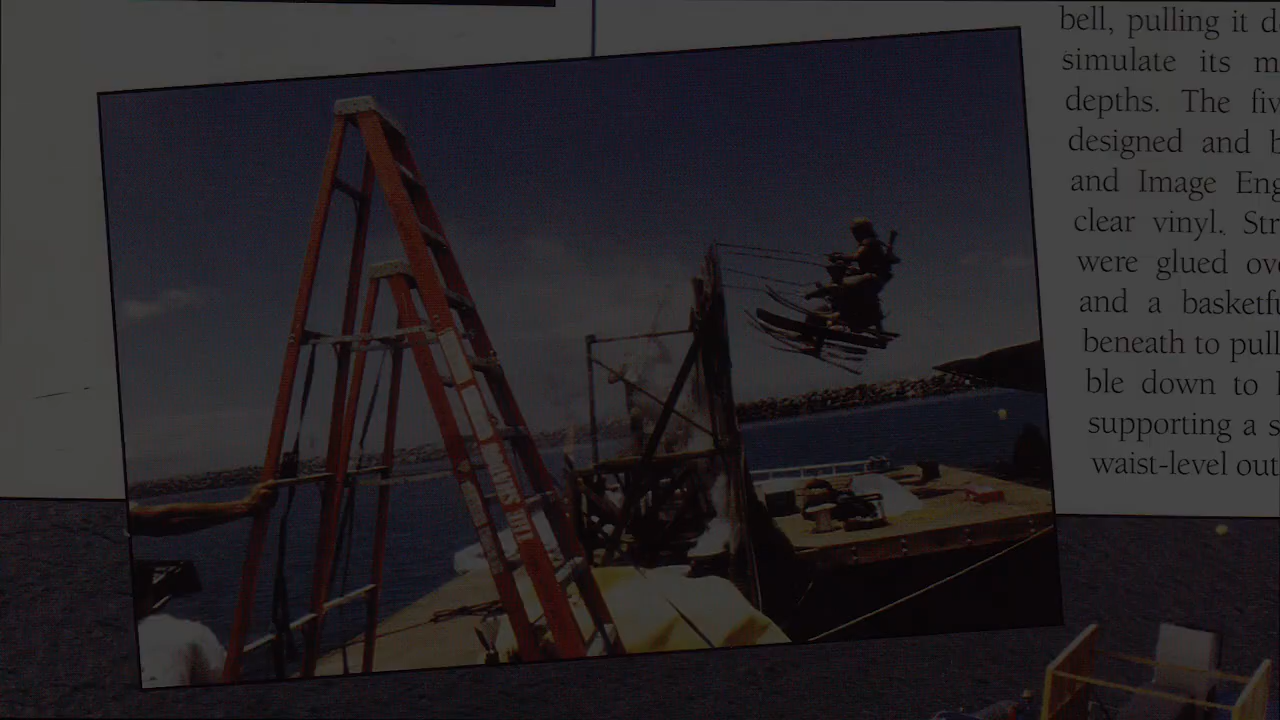 bell, pulling it d
simulate its m
depths. The fiv
designed and b
and Image Eng
clear vinyl. Str
were glued ove
and a basketfu
beneath to pull
ble down to l
supporting a s
waist-level out